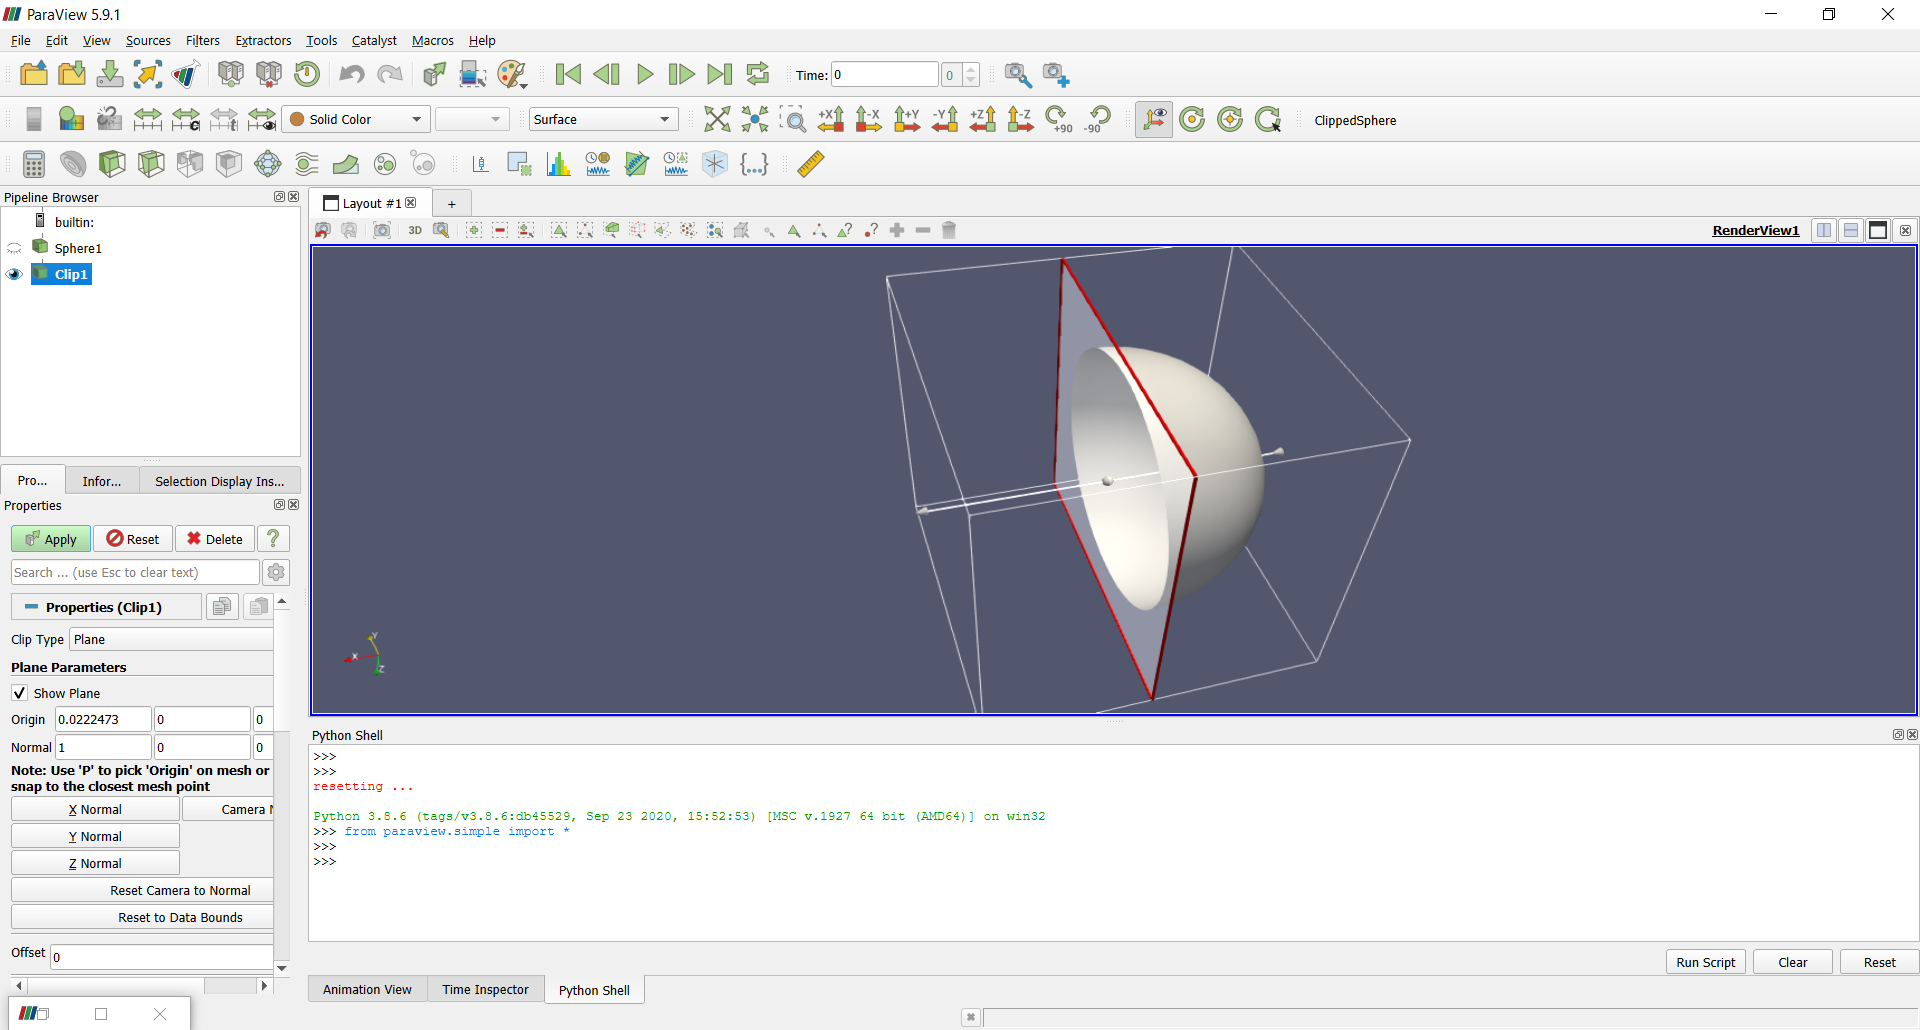 ParaView 5.9.1
File Edit View Sources Filters Extractors Tools Catalyst Macros Help
Time: 0 0
Solid Color Surface +X -X +Y -Y +Z -Z +90 -90 ClippedSphere
Pipeline Browser
builtin:
Sphere1
Clip1
Layout #1 +
3D RenderView1
Pro... Infor... Selection Display Ins...
Properties
Apply Reset Delete ?
Search ... (use Esc to clear text)
Properties (Clip1)
Clip Type Plane
Plane Parameters
Show Plane
Origin 0.0222473 0 0
Normal 1 0 0
Note: Use 'P' to pick 'Origin' on mesh or
snap to the closest mesh point
X Normal Camera N
Y Normal
Z Normal
Reset Camera to Normal
Reset to Data Bounds
Offset 0
Y
X
Z
Python Shell
>>>
>>>
resetting ...
Python 3.8.6 (tags/v3.8.6:db45529, Sep 23 2020, 15:52:53) [MSC v.1927 64 bit (AMD64)] on win32
>>> from paraview.simple import *
>>>
>>>
Run Script Clear Reset
Animation View Time Inspector Python Shell